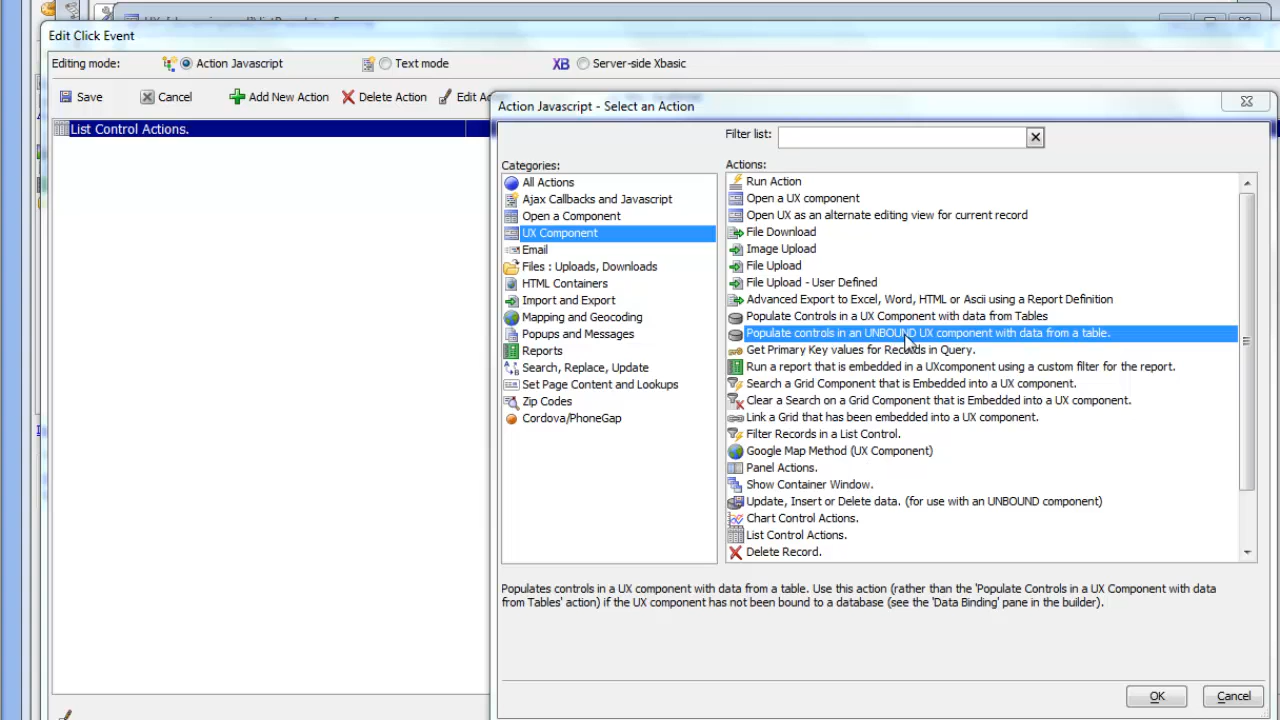 Edit Click Event
Editing mode: Action Javascript Text mode XB Server-side Xbasic
Save Cancel Add New Action Delete Action Edit
List Control Actions.
Action Javascript - Select an Action
Filter list:
Categories:
All Actions
Ajax Callbacks and Javascript
Open a Component
UX Component
Email
Files : Uploads, Downloads
HTML Containers
Import and Export
Mapping and Geocoding
Popups and Messages
Reports
Search, Replace, Update
Set Page Content and Lookups
Zip Codes
Cordova/PhoneGap
Actions:
Run Action
Open a UX component
Open UX as an alternate editing view for current record
File Download
Image Upload
File Upload
File Upload - User Defined
Advanced Export to Excel, Word, HTML or Ascii using a Report Definition
Populate Controls in a UX Component with data from Tables
Populate controls in an UNBOUND UX component with data from a table.
Get Primary Key values for Records in Query.
Run a report that is embedded in a UXcomponent using a custom filter for the report.
Search a Grid Component that is Embedded into a UX component.
Clear a Search on a Grid Component that is Embedded into a UX component.
Link a Grid that has been embedded into a UX component.
Filter Records in a List Control.
Google Map Method (UX Component)
Panel Actions.
Show Container Window.
Update, Insert or Delete data. (for use with an UNBOUND component)
Chart Control Actions.
List Control Actions.
Delete Record.
Populates controls in a UX component with data from a table. Use this action (rather than the 'Populate Controls in a UX Component with data
from Tables' action) if the UX component has not been bound to a database (see the 'Data Binding' pane in the builder).
OK Cancel